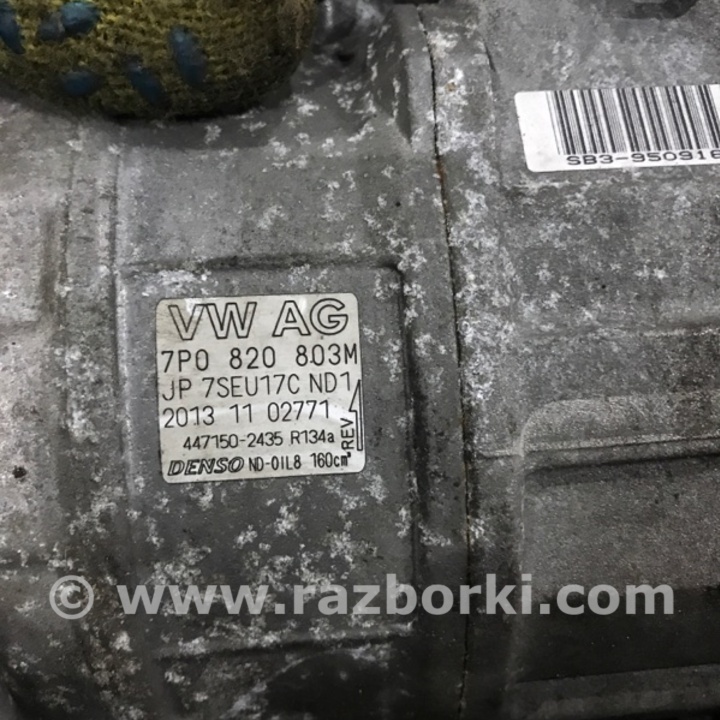 SB3-950916
VW AG
7P0 820 803M
JP 7SEU17C ND1
2013 11 02771
447150-2435 R134a
REV
DENSO ND-OIL8 160cm³
© www.razborki.com